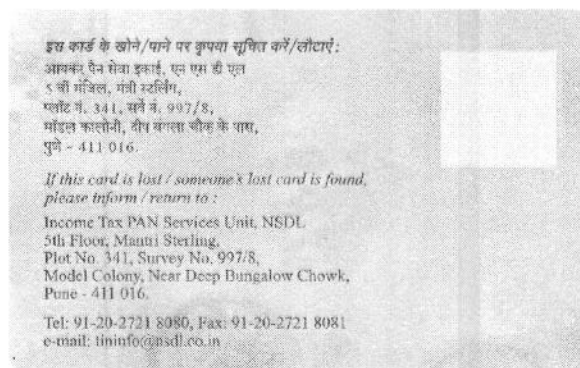 इस कार्ड के खोने/पाने पर कृपया सूचित करें/लौटाएं :
आयकर पैन सेवा इकाई, एन एस डी एल
५ वीं मंजिल, मंत्री स्टर्लिंग,
प्लॉट नं. 341, सर्वे नं. 997/8,
मॉडल कालोनी, दीप बंगला चौक के पास,
पुणे - 411 016.
If this card is lost / someone's lost card is found,
please inform / return to :
Income Tax PAN Services Unit, NSDL
5th Floor, Mantri Sterling,
Plot No. 341, Survey No. 997/8,
Model Colony, Near Deep Bungalow Chowk,
Pune - 411 016.
Tel: 91-20-2721 8080, Fax: 91-20-2721 8081
e-mail: tininfo@nsdl.co.in